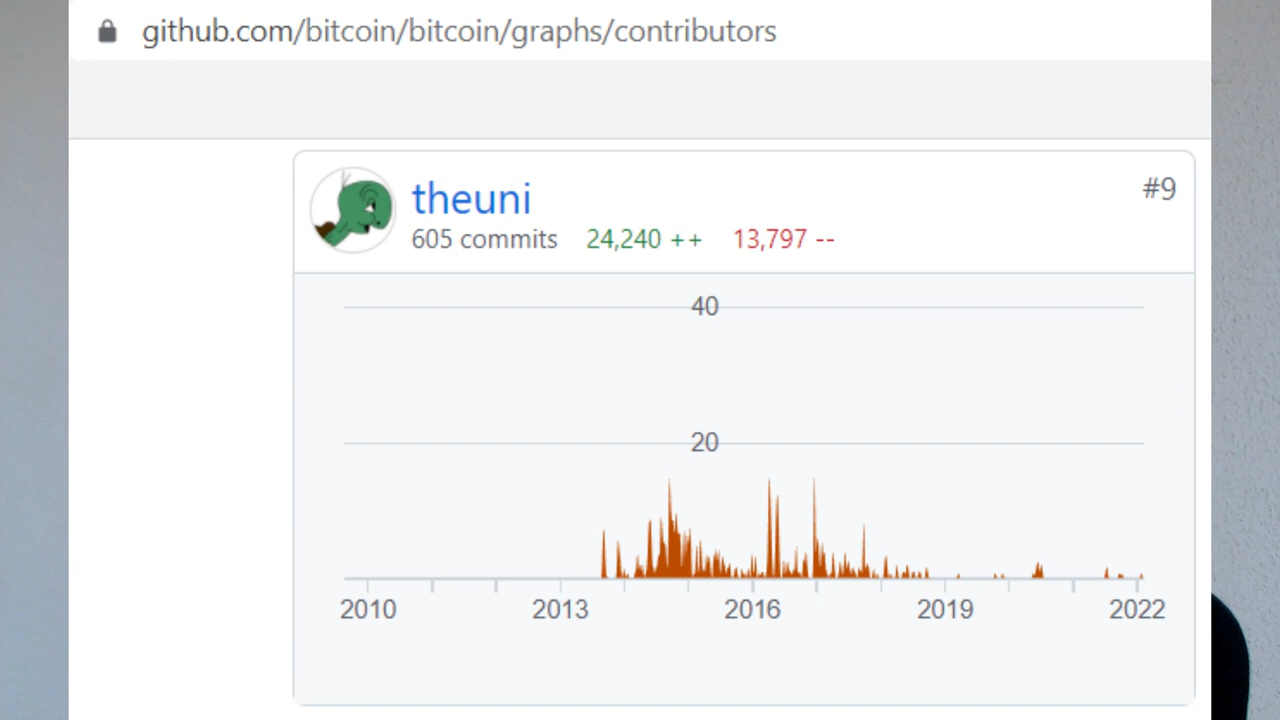 github.com/bitcoin/bitcoin/graphs/contributors
theuni
#9
605 commits 24,240 ++ 13,797 --
40
20
2010 2013 2016 2019 2022